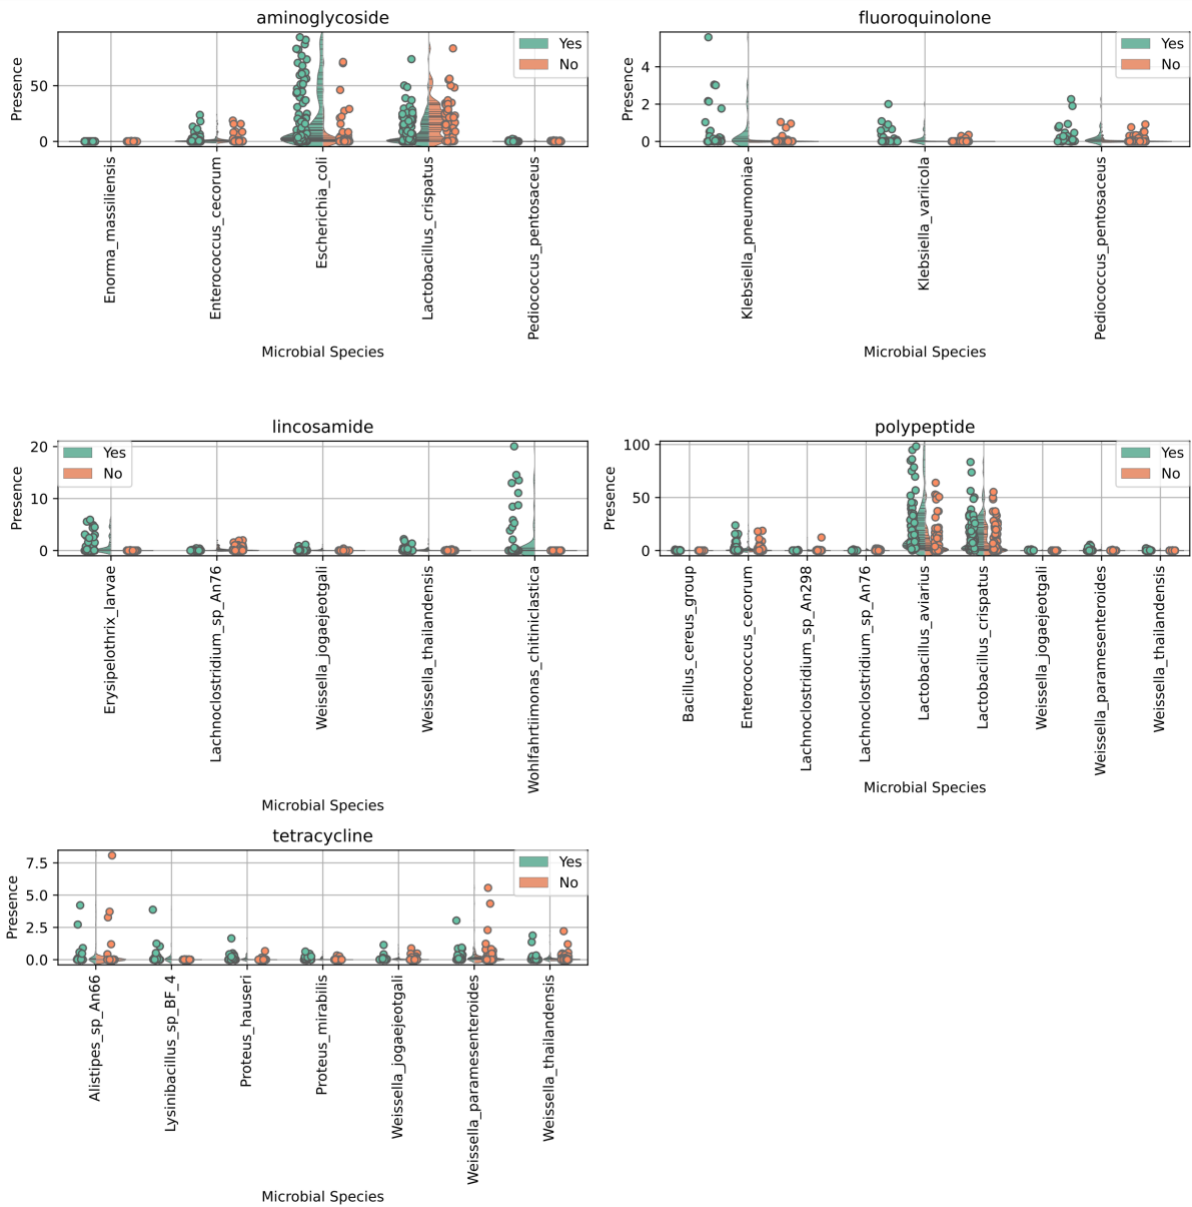 aminoglycoside
Presence
50
0
Yes
No
Enorma_massiliensis
Enterococcus_cecorum
Escherichia_coli
Lactobacillus_crispatus
Pediococcus_pentosaceus
Microbial Species
fluoroquinolone
Presence
4
2
0
Yes
No
Klebsiella_pneumoniae
Klebsiella_variicola
Pediococcus_pentosaceus
Microbial Species
lincosamide
Presence
20
10
0
Yes
No
Erysipelothrix_larvae
Lachnoclostridium_sp_An76
Weissella_jogaejeotgali
Weissella_thailandensis
Wohlfahrtiimonas_chitiniclastica
Microbial Species
polypeptide
Presence
100
50
0
Yes
No
Bacillus_cereus_group
Enterococcus_cecorum
Lachnoclostridium_sp_An298
Lachnoclostridium_sp_An76
Lactobacillus_aviarius
Lactobacillus_crispatus
Weissella_jogaejeotgali
Weissella_paramesenteroides
Weissella_thailandensis
Microbial Species
tetracycline
Presence
7.5
5.0
2.5
0.0
Yes
No
Alistipes_sp_An66
Lysinibacillus_sp_BF_4
Proteus_hauseri
Proteus_mirabilis
Weissella_jogaejeotgali
Weissella_paramesenteroides
Weissella_thailandensis
Microbial Species